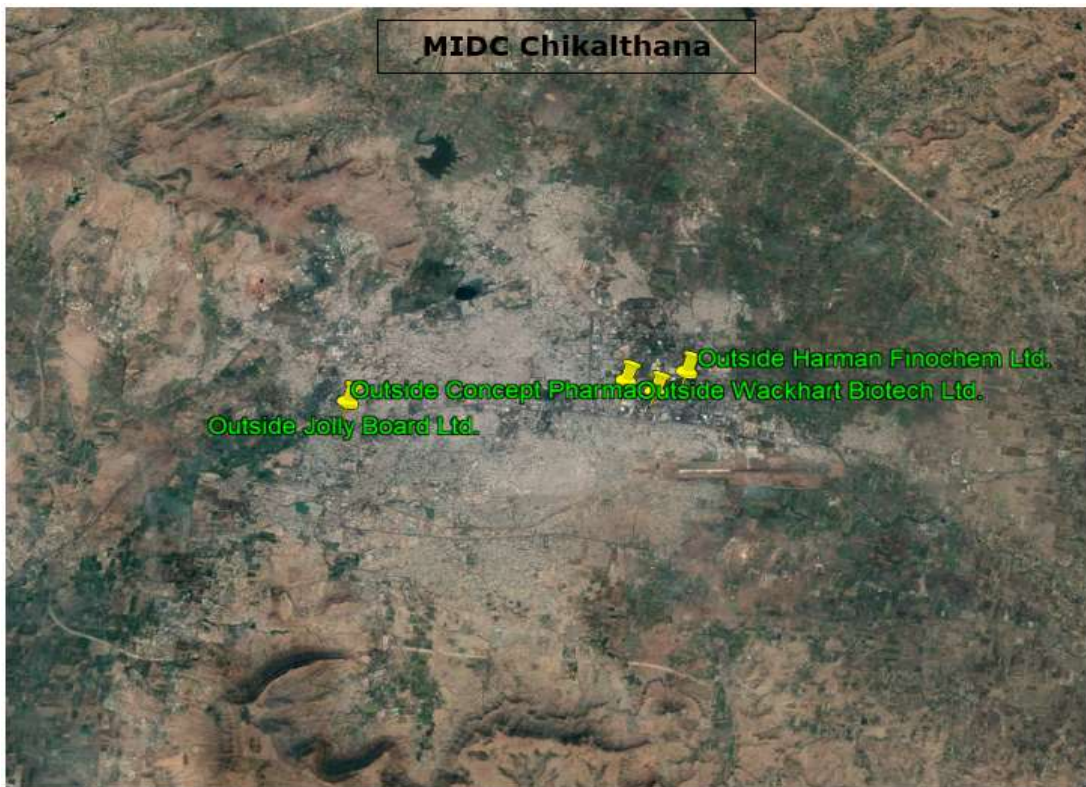 MIDC Chikalthana
Outside Harman Finochem Ltd.
Outside Concept Pharma
Outside Wackhart Biotech Ltd.
Outside Jolly Board Ltd.